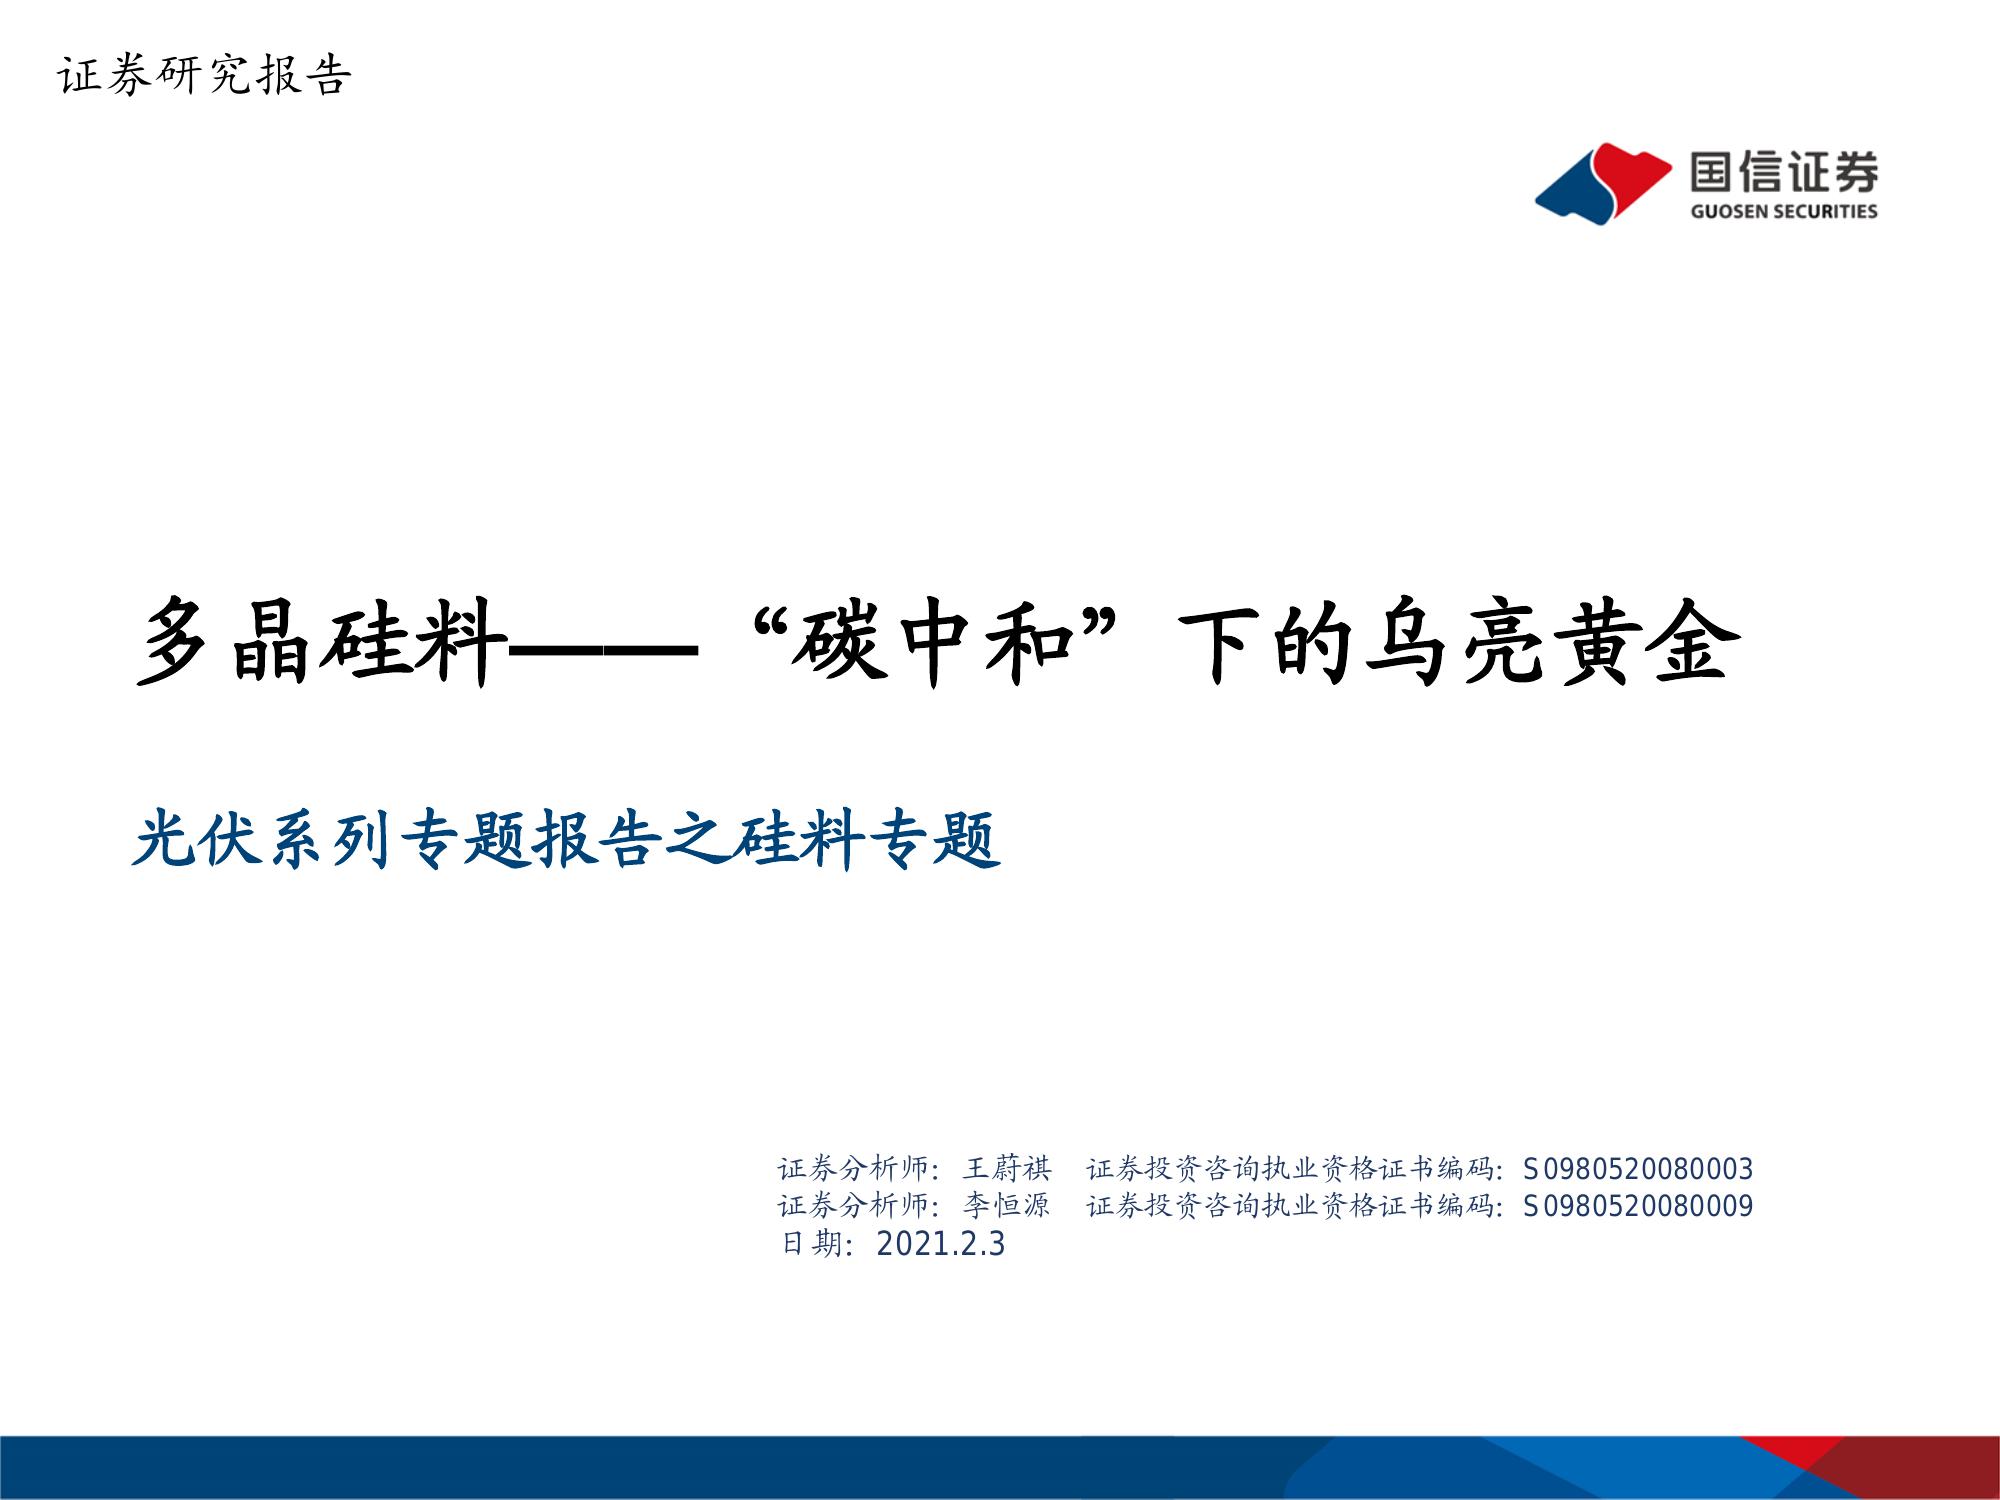 证券研究报告
国信证券
GUOSEN SECURITIES
多晶硅料——“碳中和”下的乌亮黄金
光伏系列专题报告之硅料专题
证券分析师：王蔚祺 证券投资咨询执业资格证书编码：S0980520080003
证券分析师：李恒源 证券投资咨询执业资格证书编码：S0980520080009
日期：2021.2.3